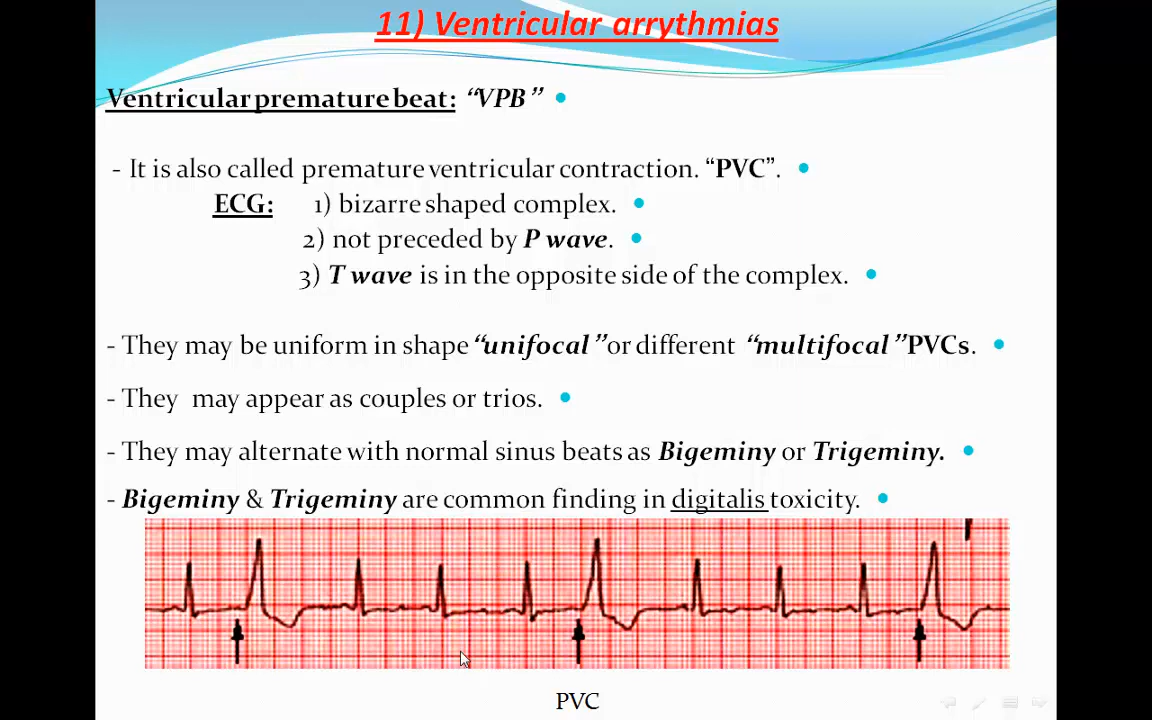 11) Ventricular arrythmias
Ventricular premature beat: “VPB”
- It is also called premature ventricular contraction. “PVC”.
ECG: 1) bizarre shaped complex.
2) not preceded by P wave.
3) T wave is in the opposite side of the complex.
- They may be uniform in shape “unifocal” or different “multifocal” PVCs.
- They may appear as couples or trios.
- They may alternate with normal sinus beats as Bigeminy or Trigeminy.
- Bigeminy & Trigeminy are common finding in digitalis toxicity.
PVC